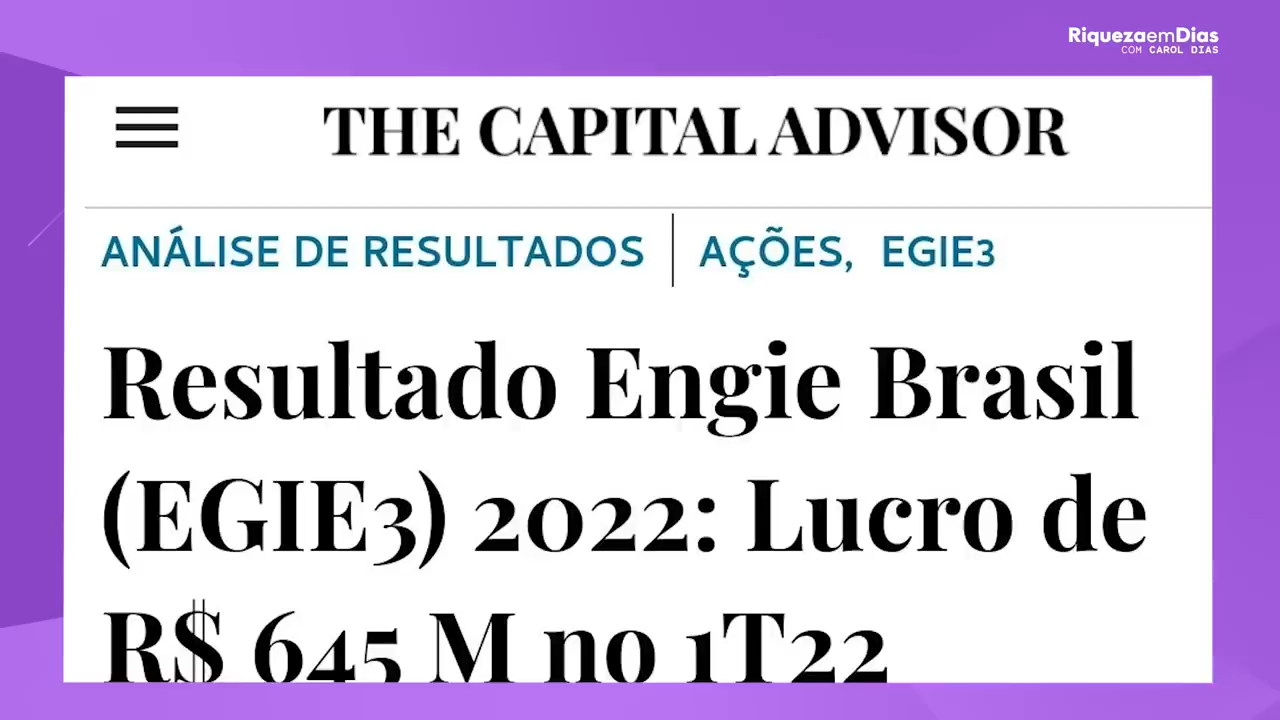 RiquezaemDias
COM CAROL DIAS
THE CAPITAL ADVISOR
ANÁLISE DE RESULTADOS | AÇÕES, EGIE3
Resultado Engie Brasil
(EGIE3) 2022: Lucro de
R$ 645 M no 1T22